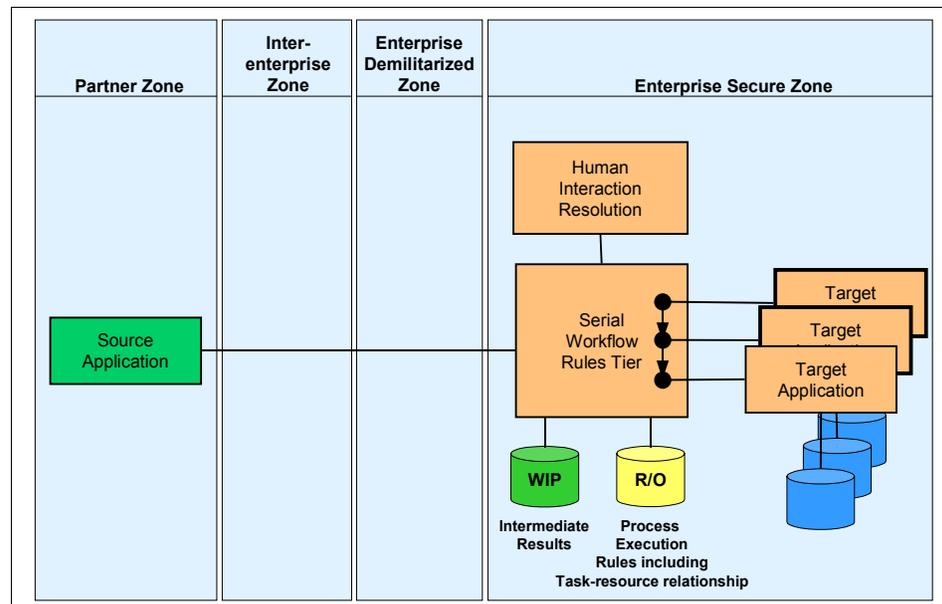 Partner Zone
Inter-
enterprise
Zone
Enterprise
Demilitarized
Zone
Enterprise Secure Zone
Human
Interaction
Resolution
Source
Application
Serial
Workflow
Rules Tier
Target
Target
Target
Application
WIP
R/O
Intermediate
Results
Process
Execution
Rules including
Task-resource relationship